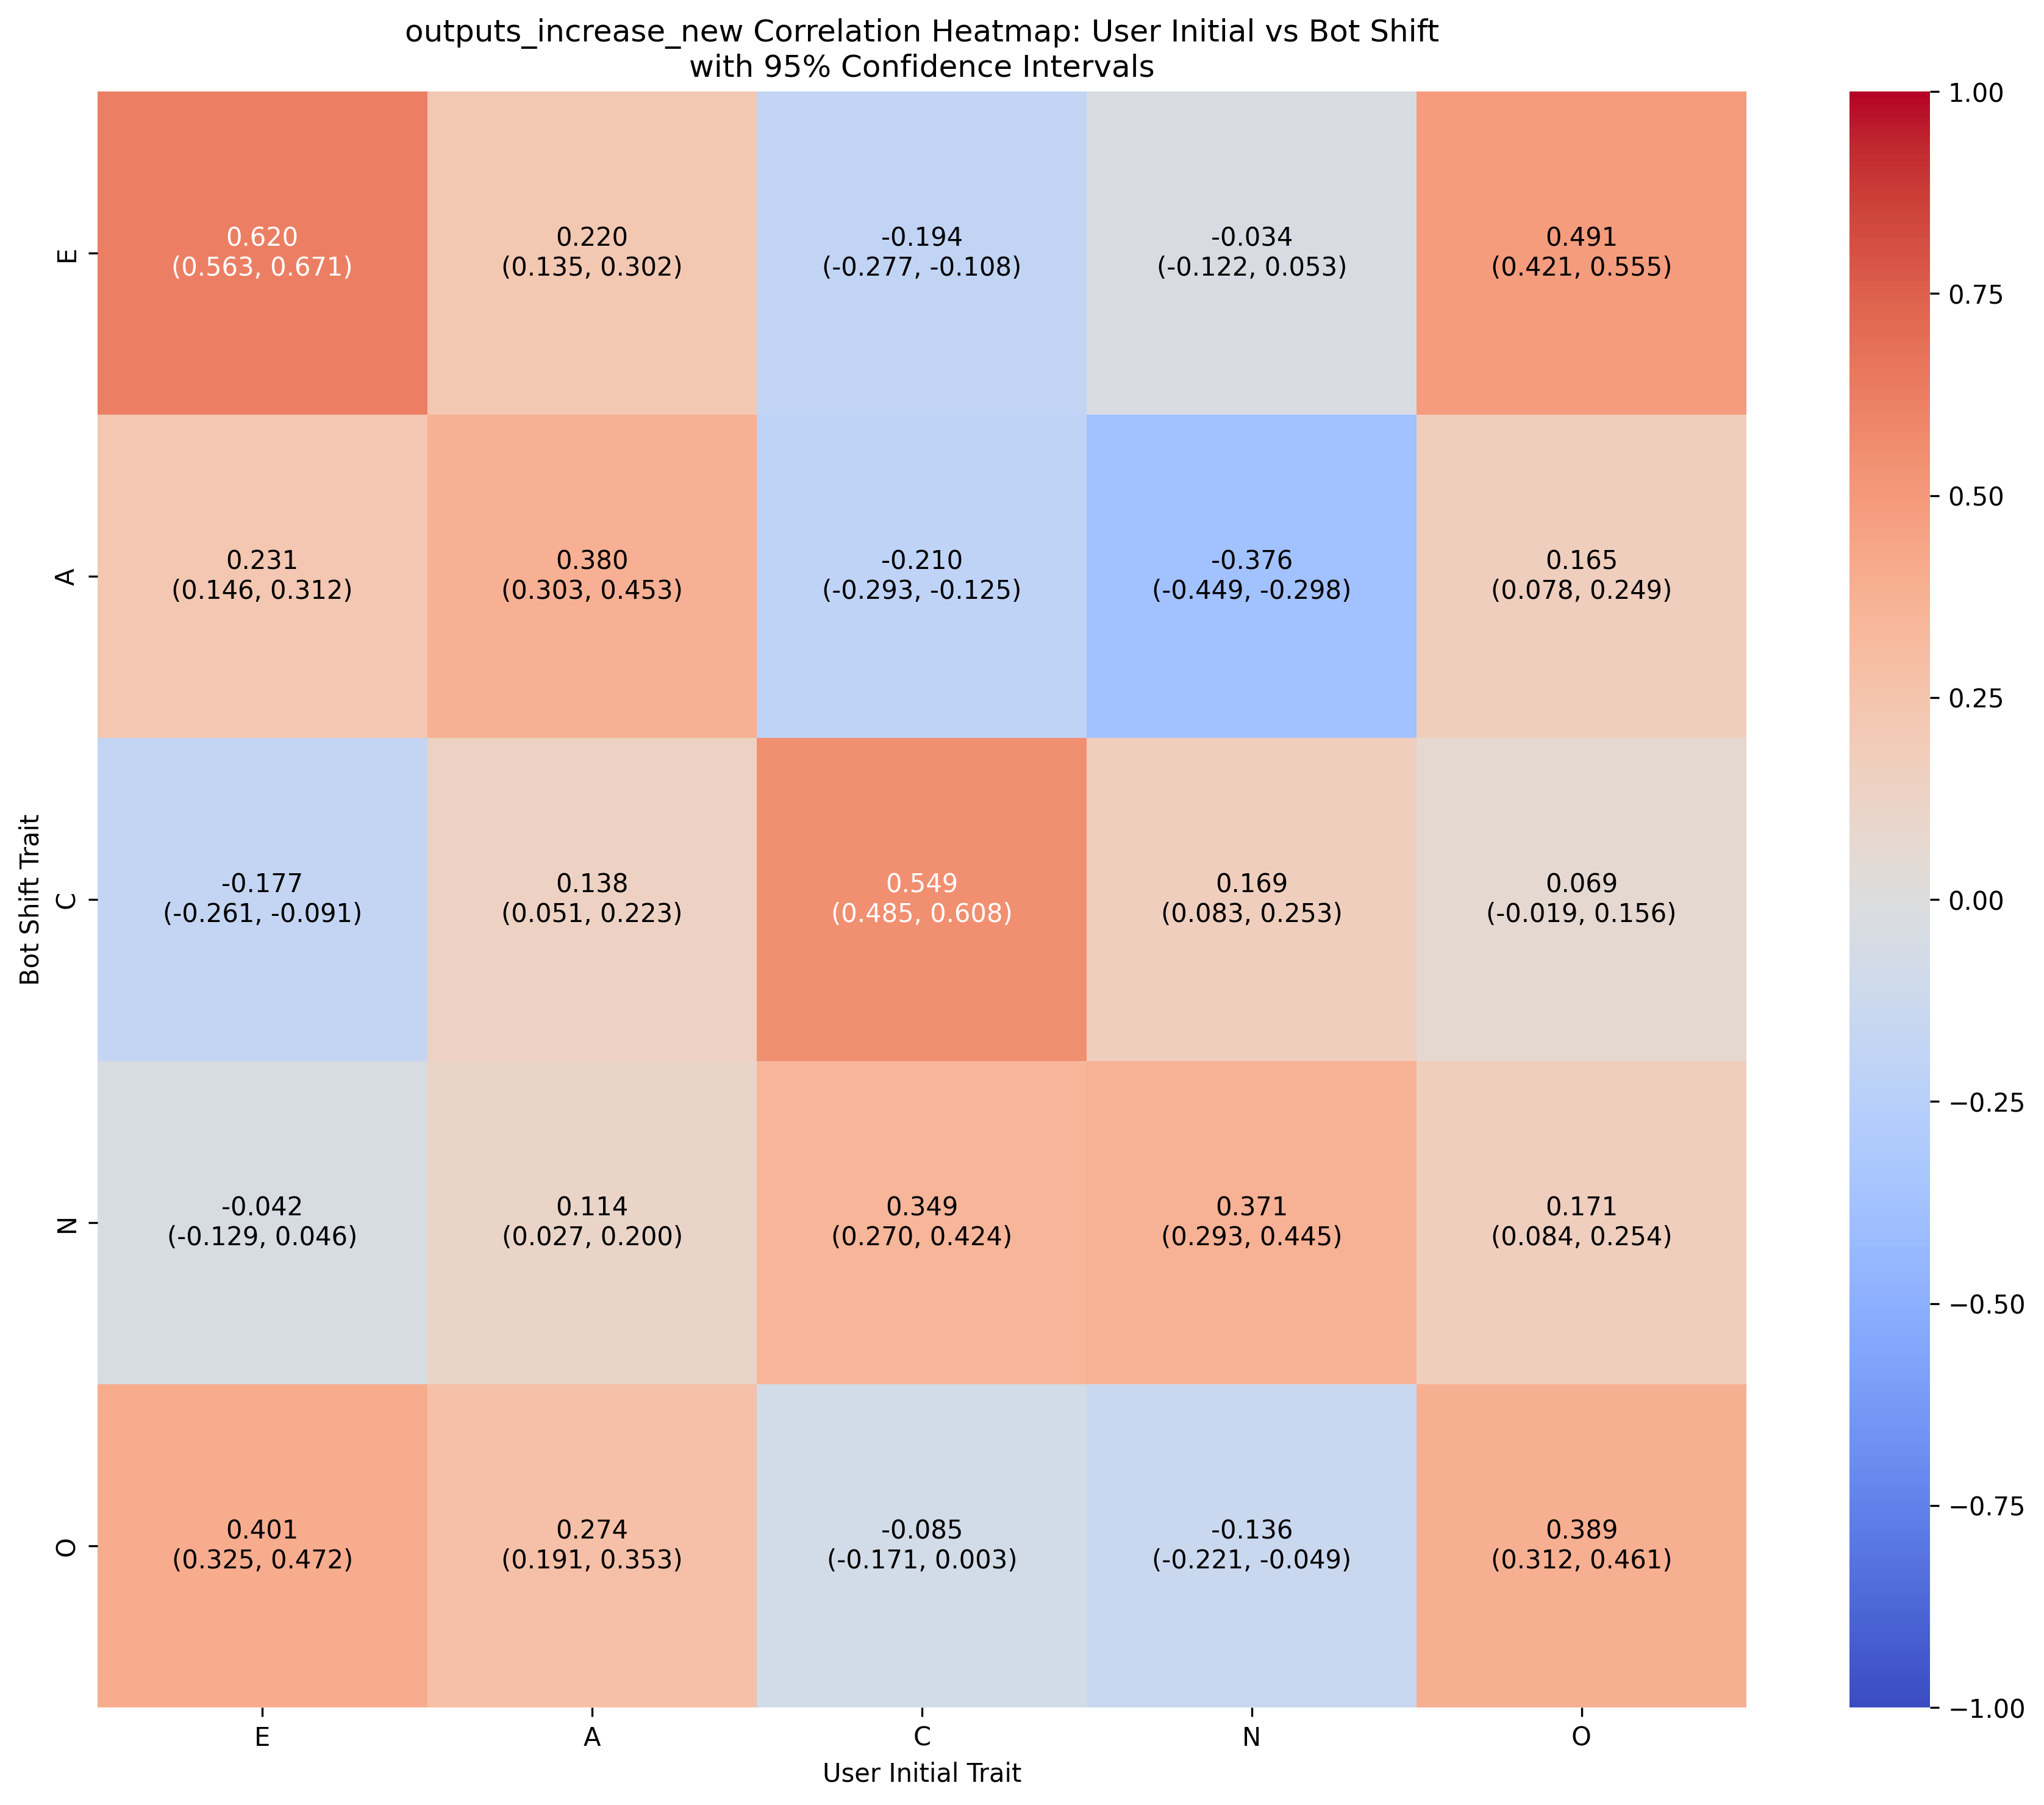 outputs_increase_new Correlation Heatmap: User Initial vs Bot Shift
with 95% Confidence Intervals
1.00
0.75
0.50
0.25
0.00
−0.25
−0.50
−0.75
−1.00
Bot Shift Trait
E
0.620 0.220 -0.194 -0.034 0.491
(0.563, 0.671) (0.135, 0.302) (-0.277, -0.108) (-0.122, 0.053) (0.421, 0.555)
A
0.231 0.380 -0.210 -0.376 0.165
(0.146, 0.312) (0.303, 0.453) (-0.293, -0.125) (-0.449, -0.298) (0.078, 0.249)
C
-0.177 0.138 0.549 0.169 0.069
(-0.261, -0.091) (0.051, 0.223) (0.485, 0.608) (0.083, 0.253) (-0.019, 0.156)
N
-0.042 0.114 0.349 0.371 0.171
(-0.129, 0.046) (0.027, 0.200) (0.270, 0.424) (0.293, 0.445) (0.084, 0.254)
O
0.401 0.274 -0.085 -0.136 0.389
(0.325, 0.472) (0.191, 0.353) (-0.171, 0.003) (-0.221, -0.049) (0.312, 0.461)
E A C N O
User Initial Trait